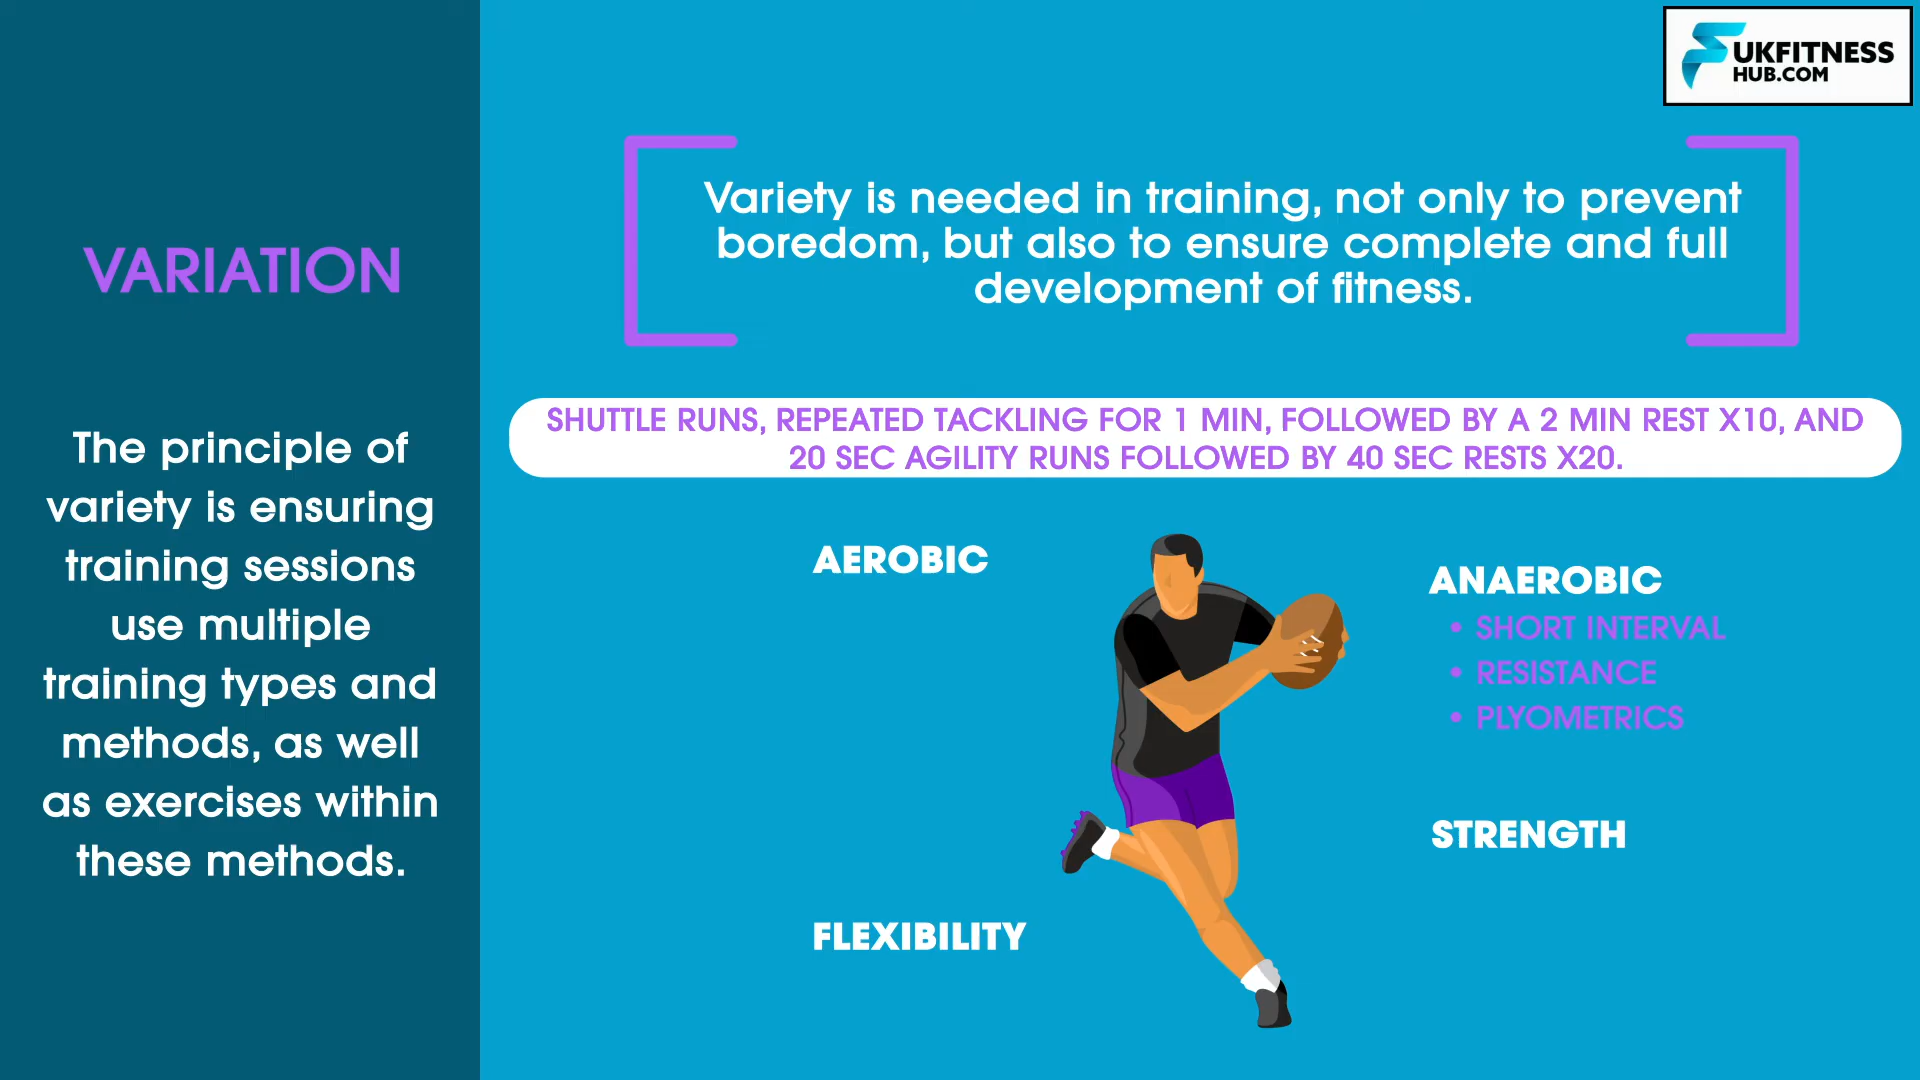 UKFITNESS
HUB.COM
VARIATION
The principle of
variety is ensuring
training sessions
use multiple
training types and
methods, as well
as exercises within
these methods.
Variety is needed in training, not only to prevent
boredom, but also to ensure complete and full
development of fitness.
SHUTTLE RUNS, REPEATED TACKLING FOR 1 MIN, FOLLOWED BY A 2 MIN REST X10, AND
20 SEC AGILITY RUNS FOLLOWED BY 40 SEC RESTS X20.
AEROBIC
ANAEROBIC
• SHORT INTERVAL
• RESISTANCE
• PLYOMETRICS
STRENGTH
FLEXIBILITY